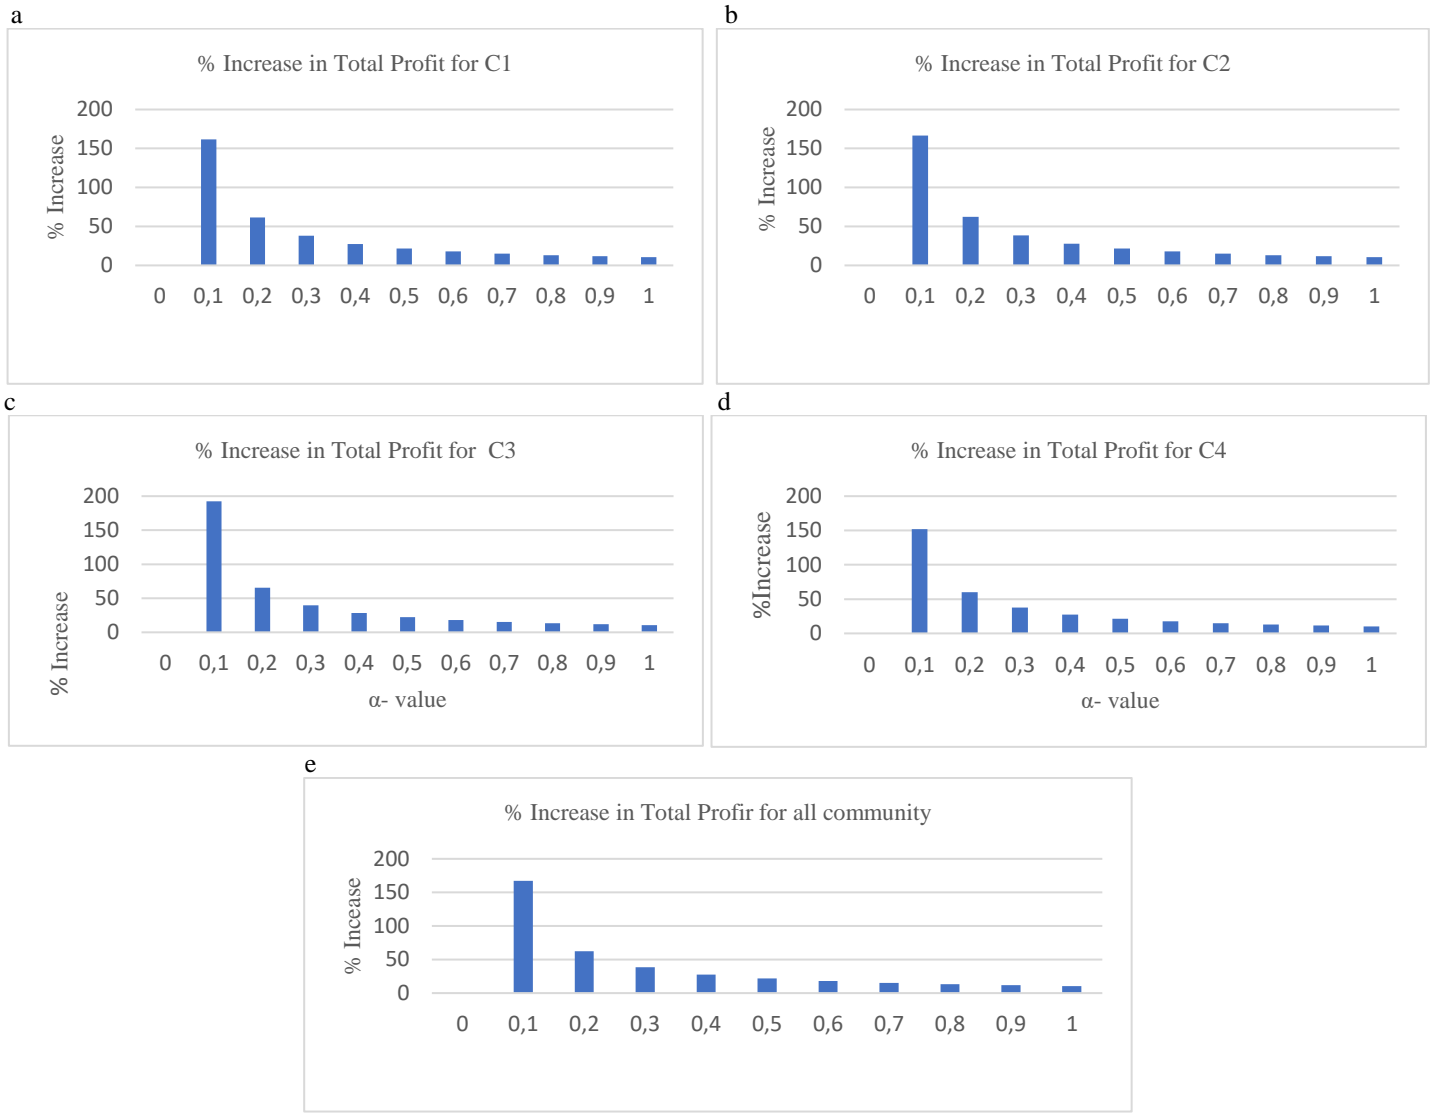 a
% Increase in Total Profit for C1
% Increase
200
150
100
50
0
0 0,1 0,2 0,3 0,4 0,5 0,6 0,7 0,8 0,9 1
b
% Increase in Total Profit for C2
% Increase
200
150
100
50
0
0 0,1 0,2 0,3 0,4 0,5 0,6 0,7 0,8 0,9 1
c
% Increase in Total Profit for C3
% Increase
200
150
100
50
0
0 0,1 0,2 0,3 0,4 0,5 0,6 0,7 0,8 0,9 1
α- value
d
% Increase in Total Profit for C4
%Increase
200
150
100
50
0
0 0,1 0,2 0,3 0,4 0,5 0,6 0,7 0,8 0,9 1
α- value
e
% Increase in Total Profir for all community
% Incease
200
150
100
50
0
0 0,1 0,2 0,3 0,4 0,5 0,6 0,7 0,8 0,9 1